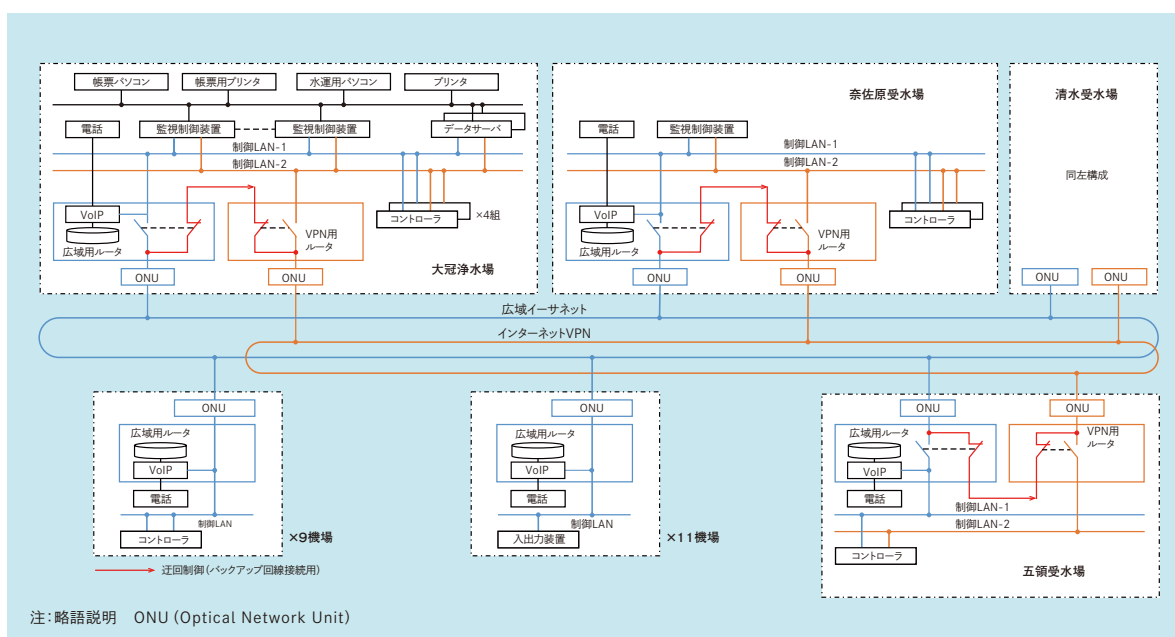 帳票パソコン
帳票用プリンタ
水運用パソコン
プリンタ
電話
監視制御装置
監視制御装置
データサーバ
制御LAN-1
制御LAN-2
VoIP
広域用ルータ
VPN用
ルータ
コントローラ
×4組
ONU
ONU
大冠浄水場
奈佐原受水場
電話
監視制御装置
制御LAN-1
制御LAN-2
VoIP
広域用ルータ
VPN用
ルータ
コントローラ
ONU
ONU
清水受水場
同左構成
ONU
ONU
広域イーサネット
インターネットVPN
ONU
広域用ルータ
VoIP
電話
制御LAN
コントローラ
×9機場
ONU
広域用ルータ
VoIP
電話
制御LAN
入出力装置
×11機場
ONU
ONU
広域用ルータ
VPN用
ルータ
VoIP
電話
制御LAN-1
制御LAN-2
コントローラ
五領受水場
迂回制御(バックアップ回線接続用)
注:略語説明 ONU(Optical Network Unit)